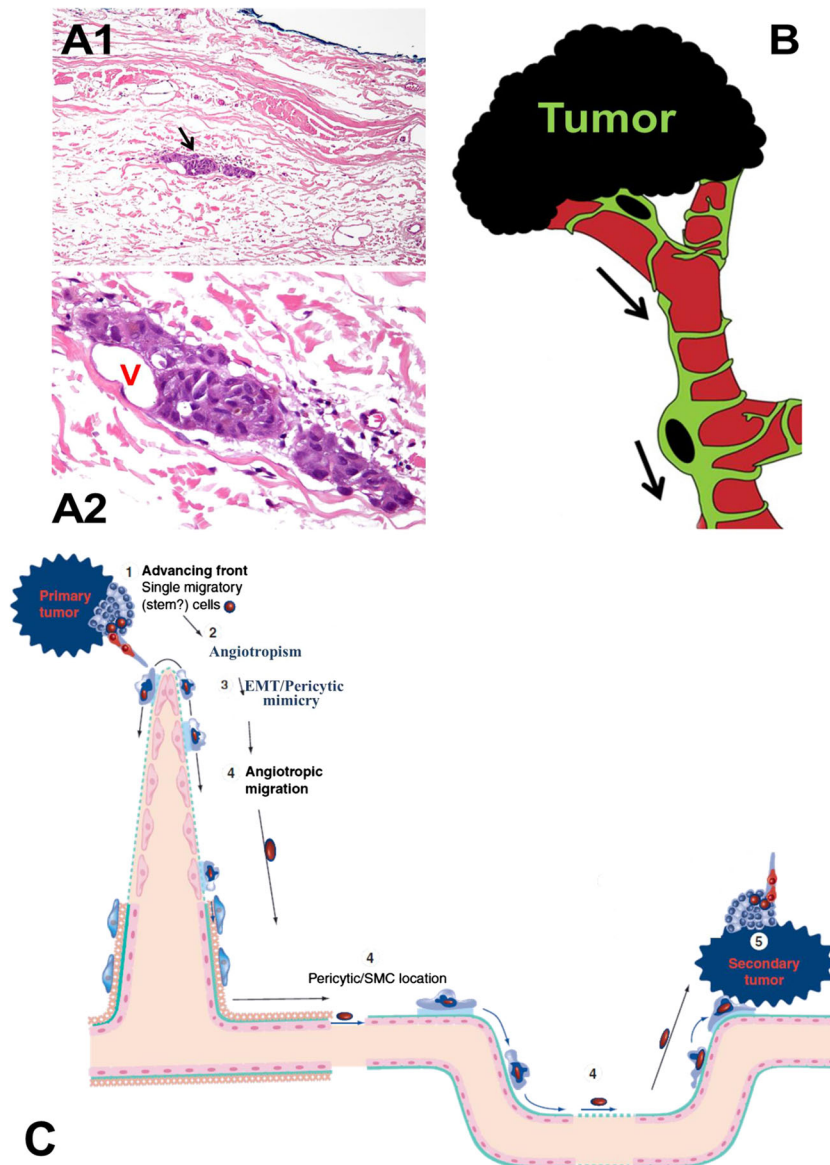 A1
B
Tumor
V
A2
Primary
tumor
1 Advancing front
Single migratory
(stem?) cells
2
Angiotropism
3 EMT/Pericytic
mimicry
4 Angiotropic
migration
4
Pericytic/SMC location
4
5
Secondary
tumor
C